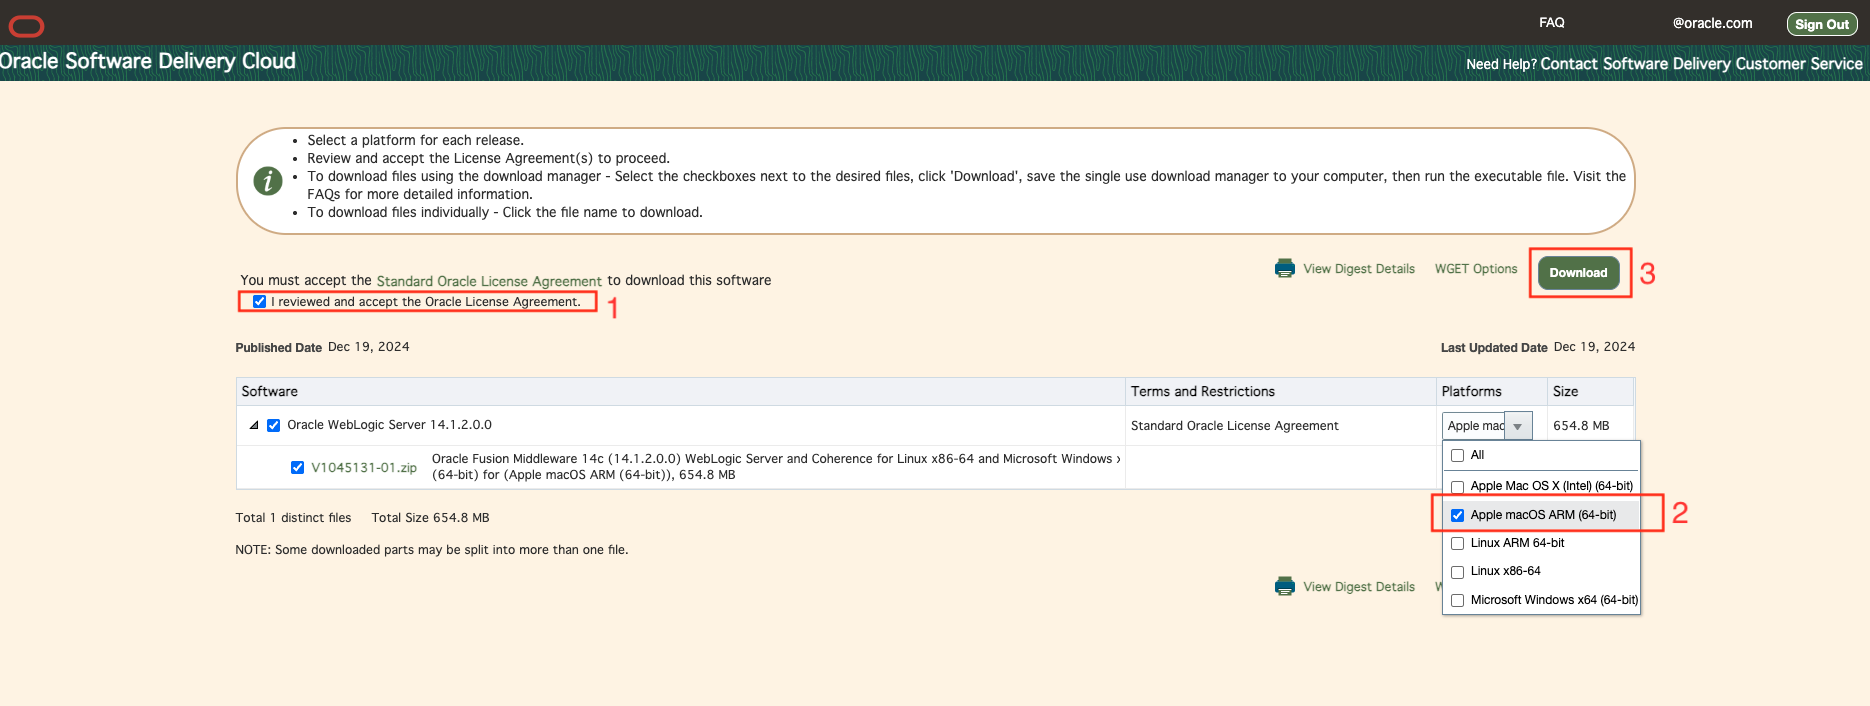 FAQ
@oracle.com
Sign Out
Oracle Software Delivery Cloud
Need Help? Contact Software Delivery Customer Service
• Select a platform for each release.
• Review and accept the License Agreement(s) to proceed.
• To download files using the download manager - Select the checkboxes next to the desired files, click 'Download', save the single use download manager to your computer, then run the executable file. Visit the
FAQs for more detailed information.
• To download files individually - Click the file name to download.
You must accept the Standard Oracle License Agreement to download this software
View Digest Details
WGET Options
Download
3
I reviewed and accept the Oracle License Agreement.
1
Published Date Dec 19, 2024
Last Updated Date Dec 19, 2024
Software
Terms and Restrictions
Platforms
Size
Oracle WebLogic Server 14.1.2.0.0
Standard Oracle License Agreement
Apple mac
654.8 MB
V1045131-01.zip
Oracle Fusion Middleware 14c (14.1.2.0.0) WebLogic Server and Coherence for Linux x86-64 and Microsoft Windows x
(64-bit) for (Apple macOS ARM (64-bit)), 654.8 MB
All
Apple Mac OS X (Intel) (64-bit)
Apple macOS ARM (64-bit)
2
Linux ARM 64-bit
Linux x86-64
Microsoft Windows x64 (64-bit)
Total 1 distinct files
Total Size 654.8 MB
NOTE: Some downloaded parts may be split into more than one file.
View Digest Details
W